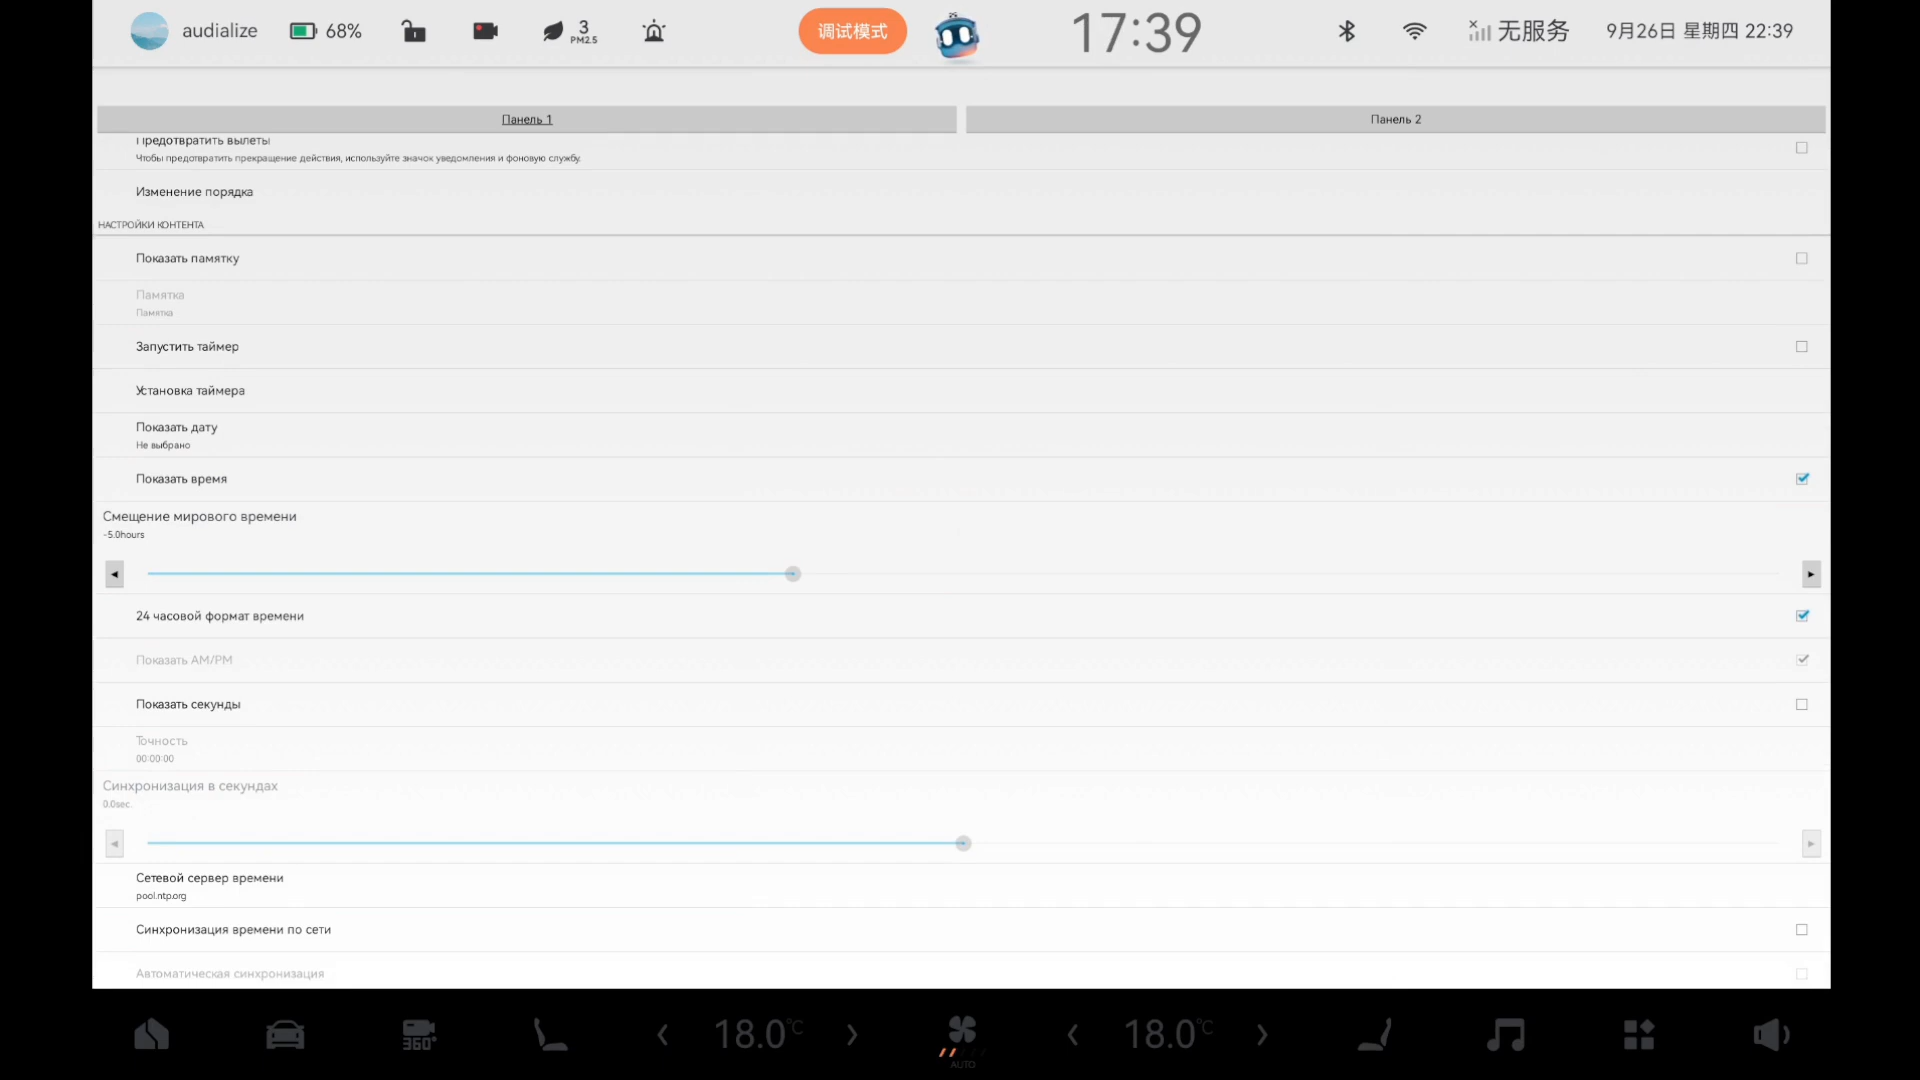 audialize 68% 3 PM2.5 调试模式 17:39 无服务 9月26日 星期四 22:39
Панель 1 Панель 2
Предотвратить вылеты
Чтобы предотвратить прекращение действия, используйте значок уведомления и фоновую службу.
Изменение порядка
НАСТРОЙКИ КОНТЕНТА
Показать памятку
Памятка
Памятка
Запустить таймер
Установка таймера
Показать дату
Не выбрано
Показать время
Смещение мирового времени
-5.0hours
24 часовой формат времени
Показать AM/PM
Показать секунды
Точность
00:00:00
Синхронизация в секундах
0.0sec.
Сетевой сервер времени
pool.ntp.org
Синхронизация времени по сети
Автоматическая синхронизация
360° 18.0°C AUTO 18.0°C